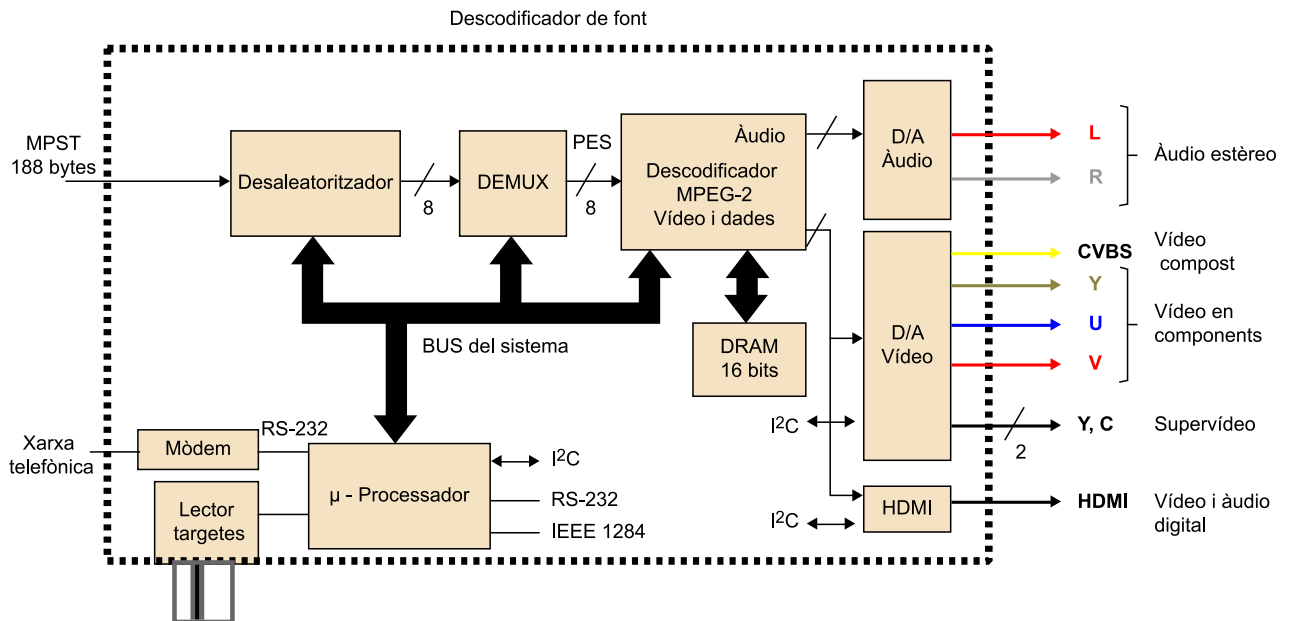 Descodificador de font
MPST
188 bytes
Desaleatoritzador
8
DEMUX
PES
8
Àudio
Descodificador
MPEG-2
Vídeo i dades
D/A
Àudio
L
R
Àudio estèreo
CVBS
Vídeo
compost
Y
U
V
Vídeo en
components
D/A
Vídeo
DRAM
16 bits
BUS del sistema
I²C
Y, C
2
Supervídeo
Xarxa
telefònica
Mòdem
RS-232
µ - Processador
I²C
RS-232
IEEE 1284
Lector
targetes
I²C
HDMI
HDMI
Vídeo i àudio
digital